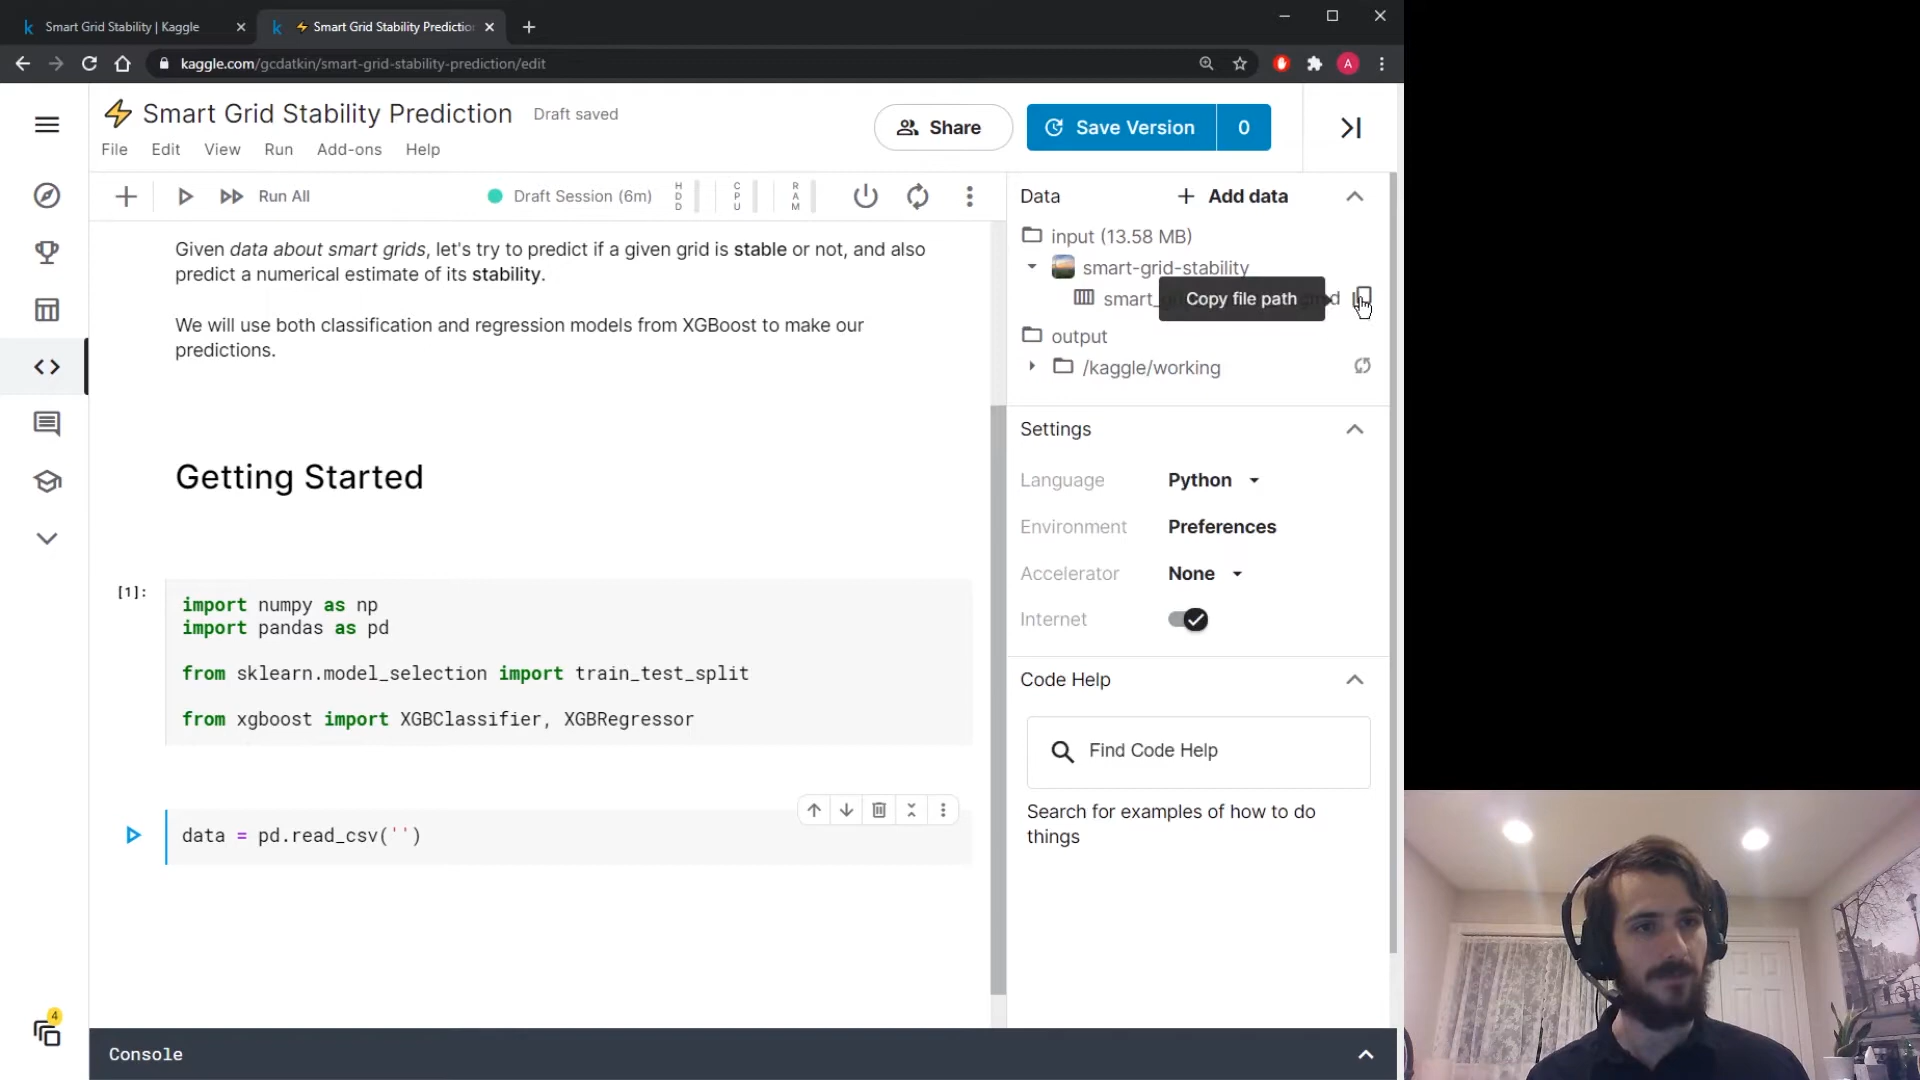 Smart Grid Stability | Kaggle
Smart Grid Stability Predictio
kaggle.com/gcdatkin/smart-grid-stability-prediction/edit
A
Smart Grid Stability Prediction
Draft saved
Share
Save Version
0
File
Edit
View
Run
Add-ons
Help
Run All
Draft Session (6m)
HDD
CPU
RAM
Data
Add data
input (13.58 MB)
smart-grid-stability
smart_
Copy file path
output
/kaggle/working
Given data about smart grids, let's try to predict if a given grid is stable or not, and also
predict a numerical estimate of its stability.
We will use both classification and regression models from XGBoost to make our
predictions.
Getting Started
[1]:
import numpy as np
import pandas as pd
from sklearn.model_selection import train_test_split
from xgboost import XGBClassifier, XGBRegressor
data = pd.read_csv('')
Settings
Language
Python
Environment
Preferences
Accelerator
None
Internet
Code Help
Find Code Help
Search for examples of how to do
things
4
Console